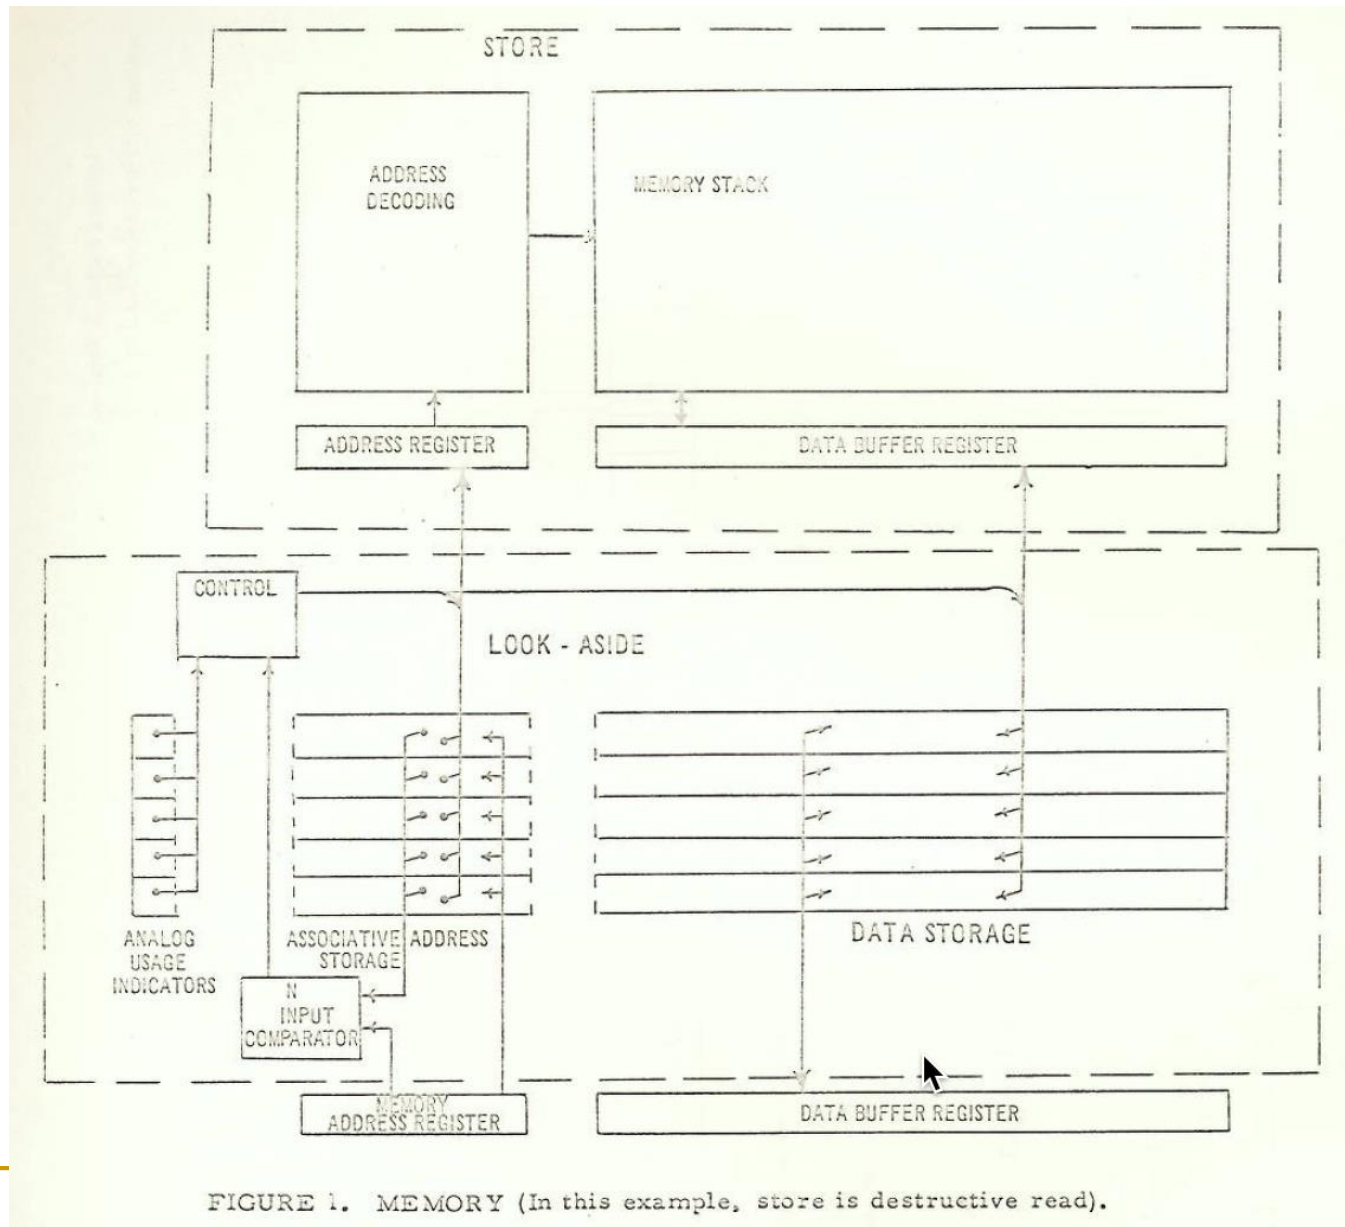 STORE
ADDRESS
DECODING
MEMORY STACK
ADDRESS REGISTER
DATA BUFFER REGISTER
CONTROL
LOOK - ASIDE
ANALOG
USAGE
INDICATORS
ASSOCIATIVE ADDRESS
STORAGE
DATA STORAGE
N
INPUT
COMPARATOR
MEMORY
ADDRESS REGISTER
DATA BUFFER REGISTER
FIGURE 1. MEMORY (In this example, store is destructive read).